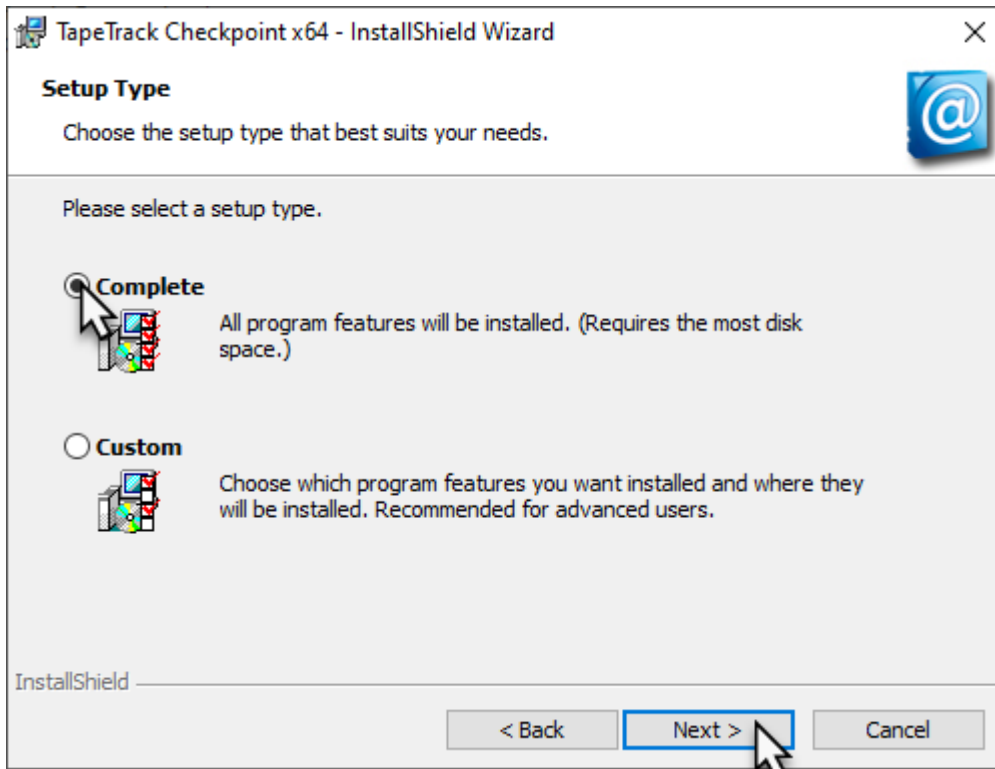 TapeTrack Checkpoint x64 - InstallShield Wizard
Setup Type
Choose the setup type that best suits your needs.
Please select a setup type.
Complete
All program features will be installed. (Requires the most disk
space.)
Custom
Choose which program features you want installed and where they
will be installed. Recommended for advanced users.
InstallShield
< Back
Next >
Cancel